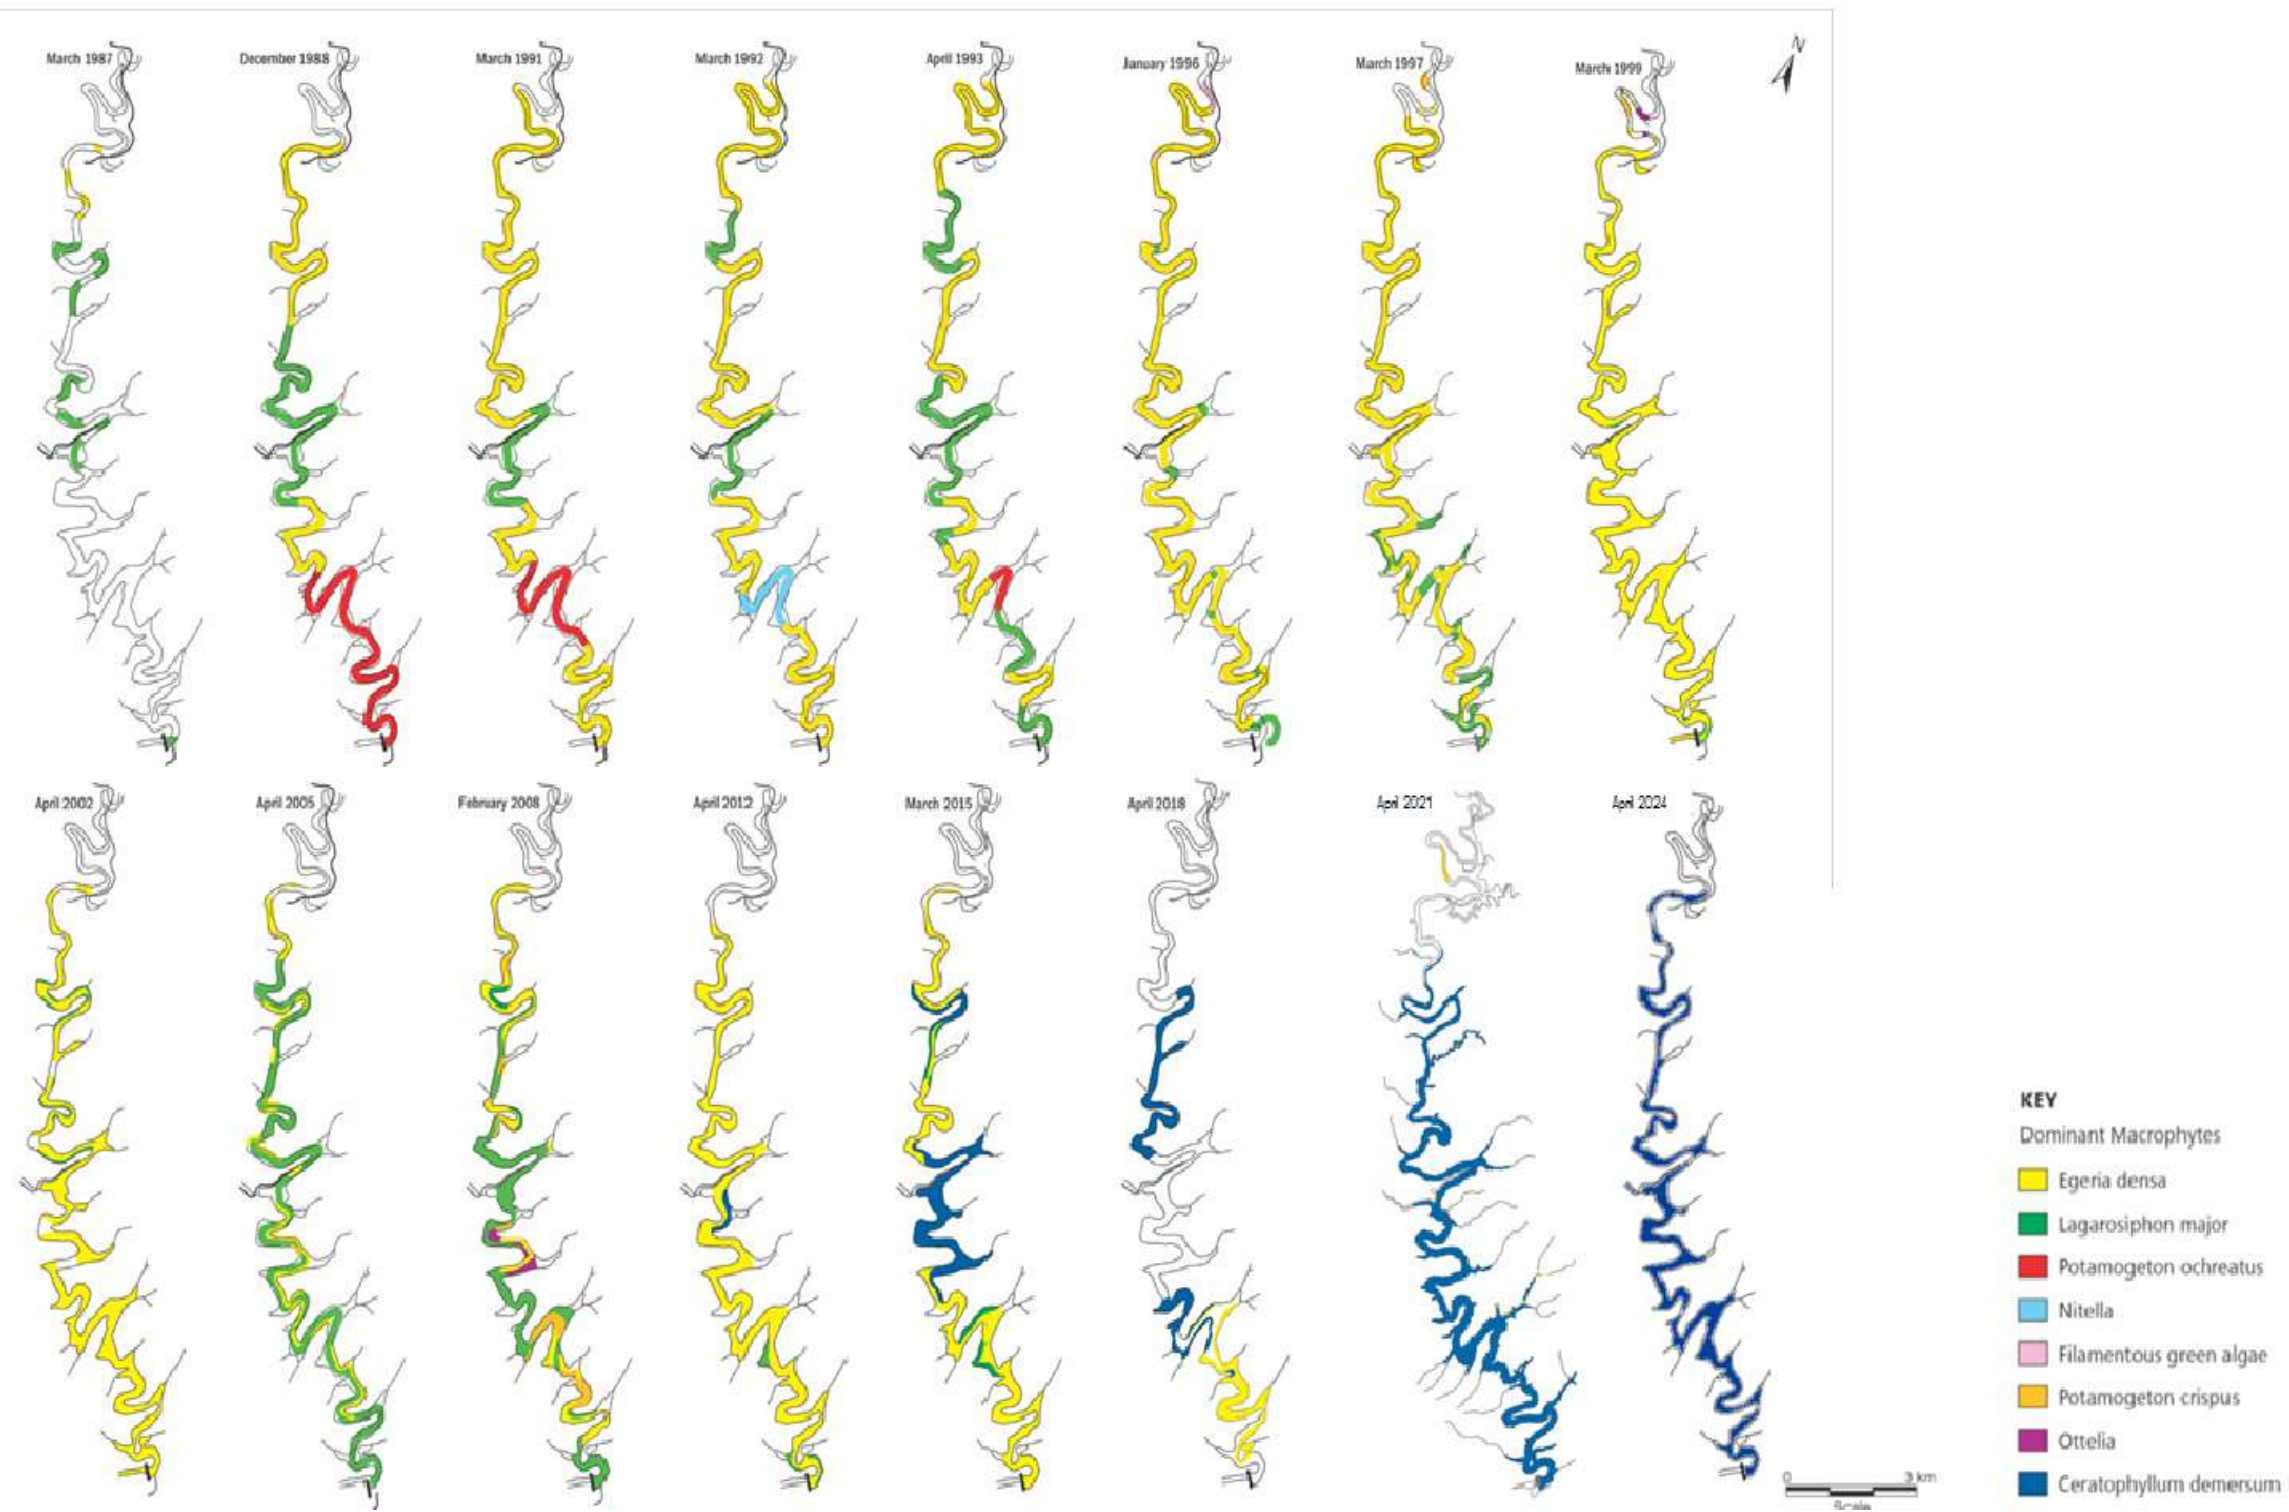 March 1987
December 1988
March 1991
March 1992
April 1993
January 1996
March 1997
March 1999
N
April 2002
April 2005
February 2008
April 2012
March 2015
April 2018
April 2021
April 2024
KEY
Dominant Macrophytes
Egeria densa
Lagarosiphon major
Potamogeton ochreatus
Nitella
Filamentous green algae
Potamogeton crispus
Ottelia
Ceratophyllum demersum
0 3 km
Scale